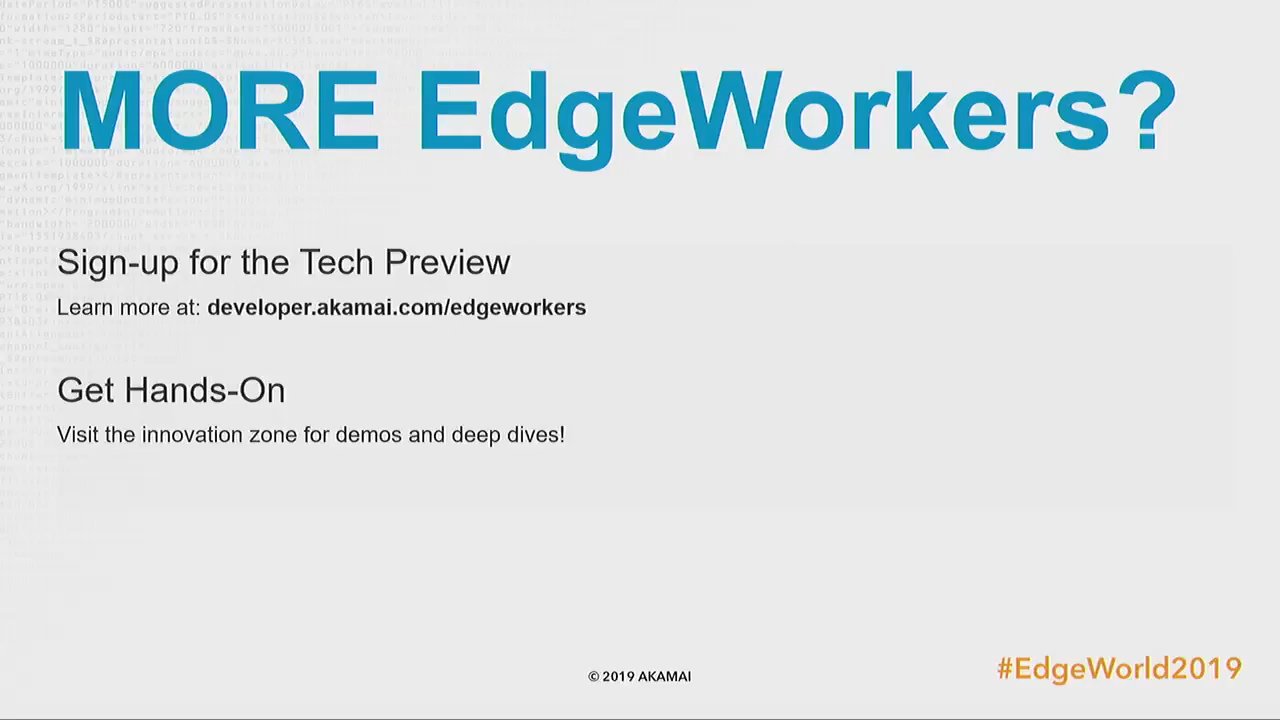 MORE EdgeWorkers?
Sign-up for the Tech Preview
Learn more at: developer.akamai.com/edgeworkers
Get Hands-On
Visit the innovation zone for demos and deep dives!
© 2019 AKAMAI
#EdgeWorld2019